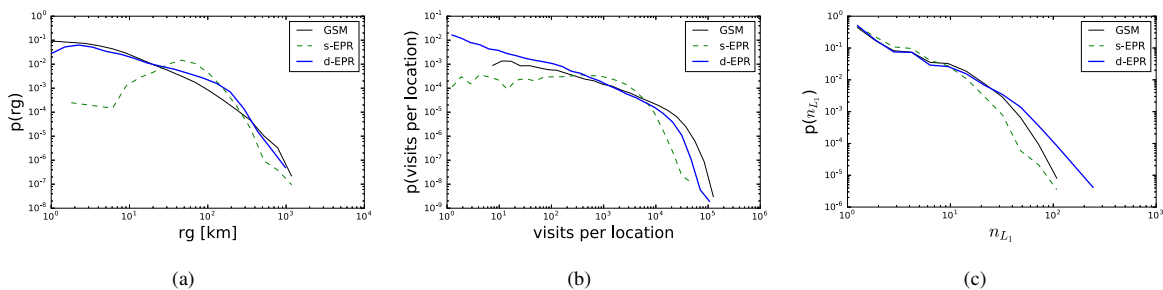 10^0
10^-1
10^-2
10^-3
10^-4
10^-5
10^-6
10^-7
10^-8
p(rg)
10^0 10^1 10^2 10^3 10^4
rg [km]
GSM
s-EPR
d-EPR
(a)
10^-1
10^-2
10^-3
10^-4
10^-5
10^-6
10^-7
10^-8
10^-9
p(visits per location)
10^0 10^1 10^2 10^3 10^4 10^5 10^6
visits per location
GSM
s-EPR
d-EPR
(b)
10^0
10^-1
10^-2
10^-3
10^-4
10^-5
10^-6
p(n_{L_1})
10^0 10^1 10^2 10^3
n_{L_1}
GSM
s-EPR
d-EPR
(c)